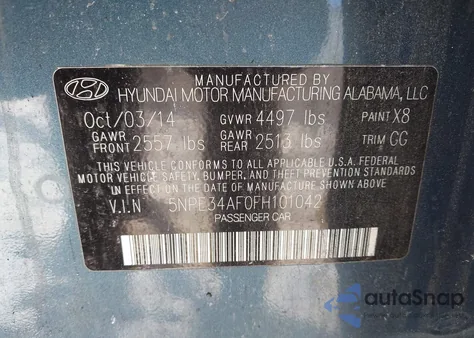 MANUFACTURED BY
HYUNDAI MOTOR MANUFACTURING ALABAMA, LLC
Oct/03/14 GVWR 4497 lbs PAINT X8
GAWR FRONT 2557 lbs GAWR REAR 2513 lbs TRIM GG
THIS VEHICLE CONFORMS TO ALL APPLICABLE U.S.A. FEDERAL
MOTOR VEHICLE SAFETY, BUMPER, AND THEFT PREVENTION STANDARDS
IN EFFECT ON THE DATE OF MANUFACTURE SHOWN ABOVE.
V.I.N 5NPE34AF0FH101042
PASSENGER CAR
autoSnap